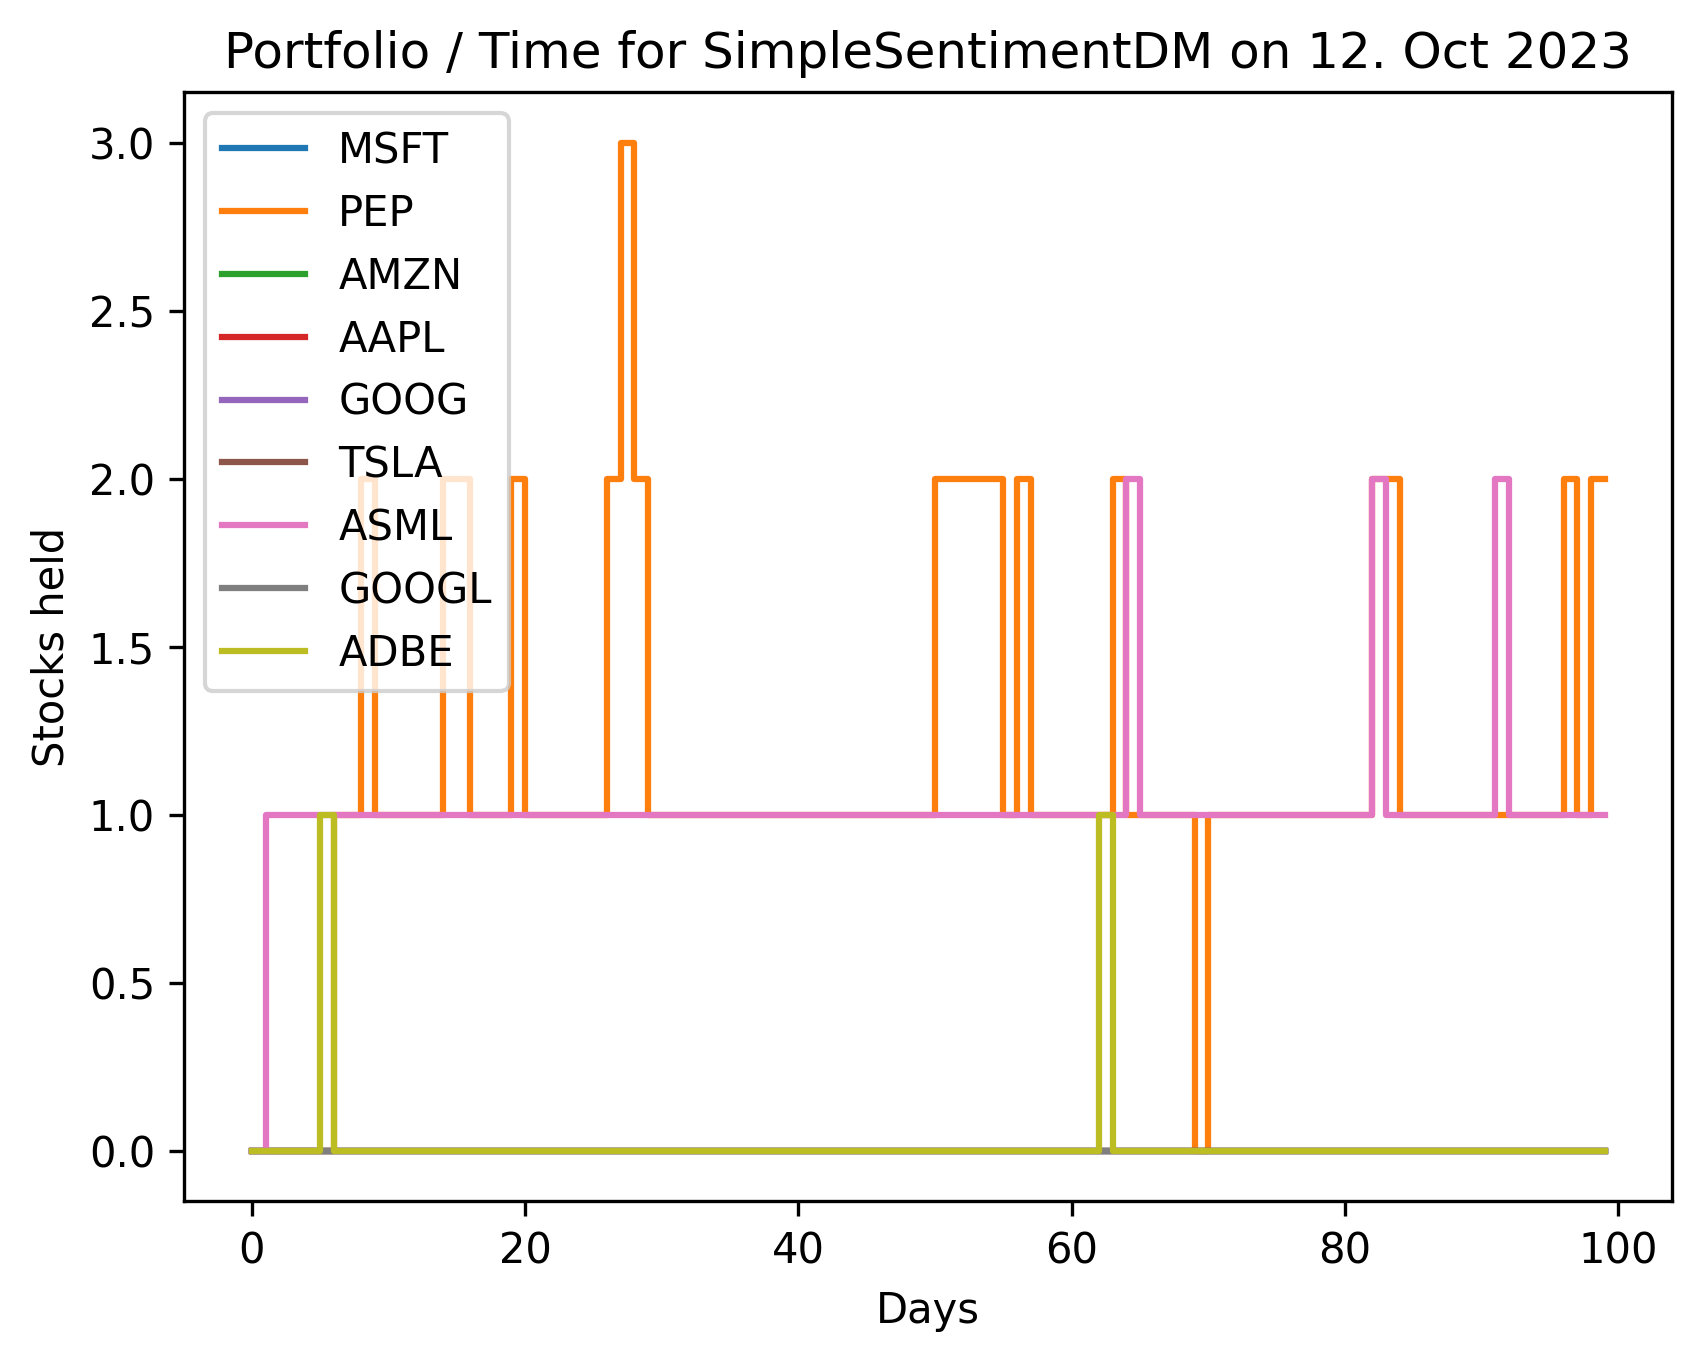 Portfolio / Time for SimpleSentimentDM on 12. Oct 2023
3.0
2.5
2.0
1.5
1.0
0.5
0.0
Stocks held
MSFT
PEP
AMZN
AAPL
GOOG
TSLA
ASML
GOOGL
ADBE
0 20 40 60 80 100
Days